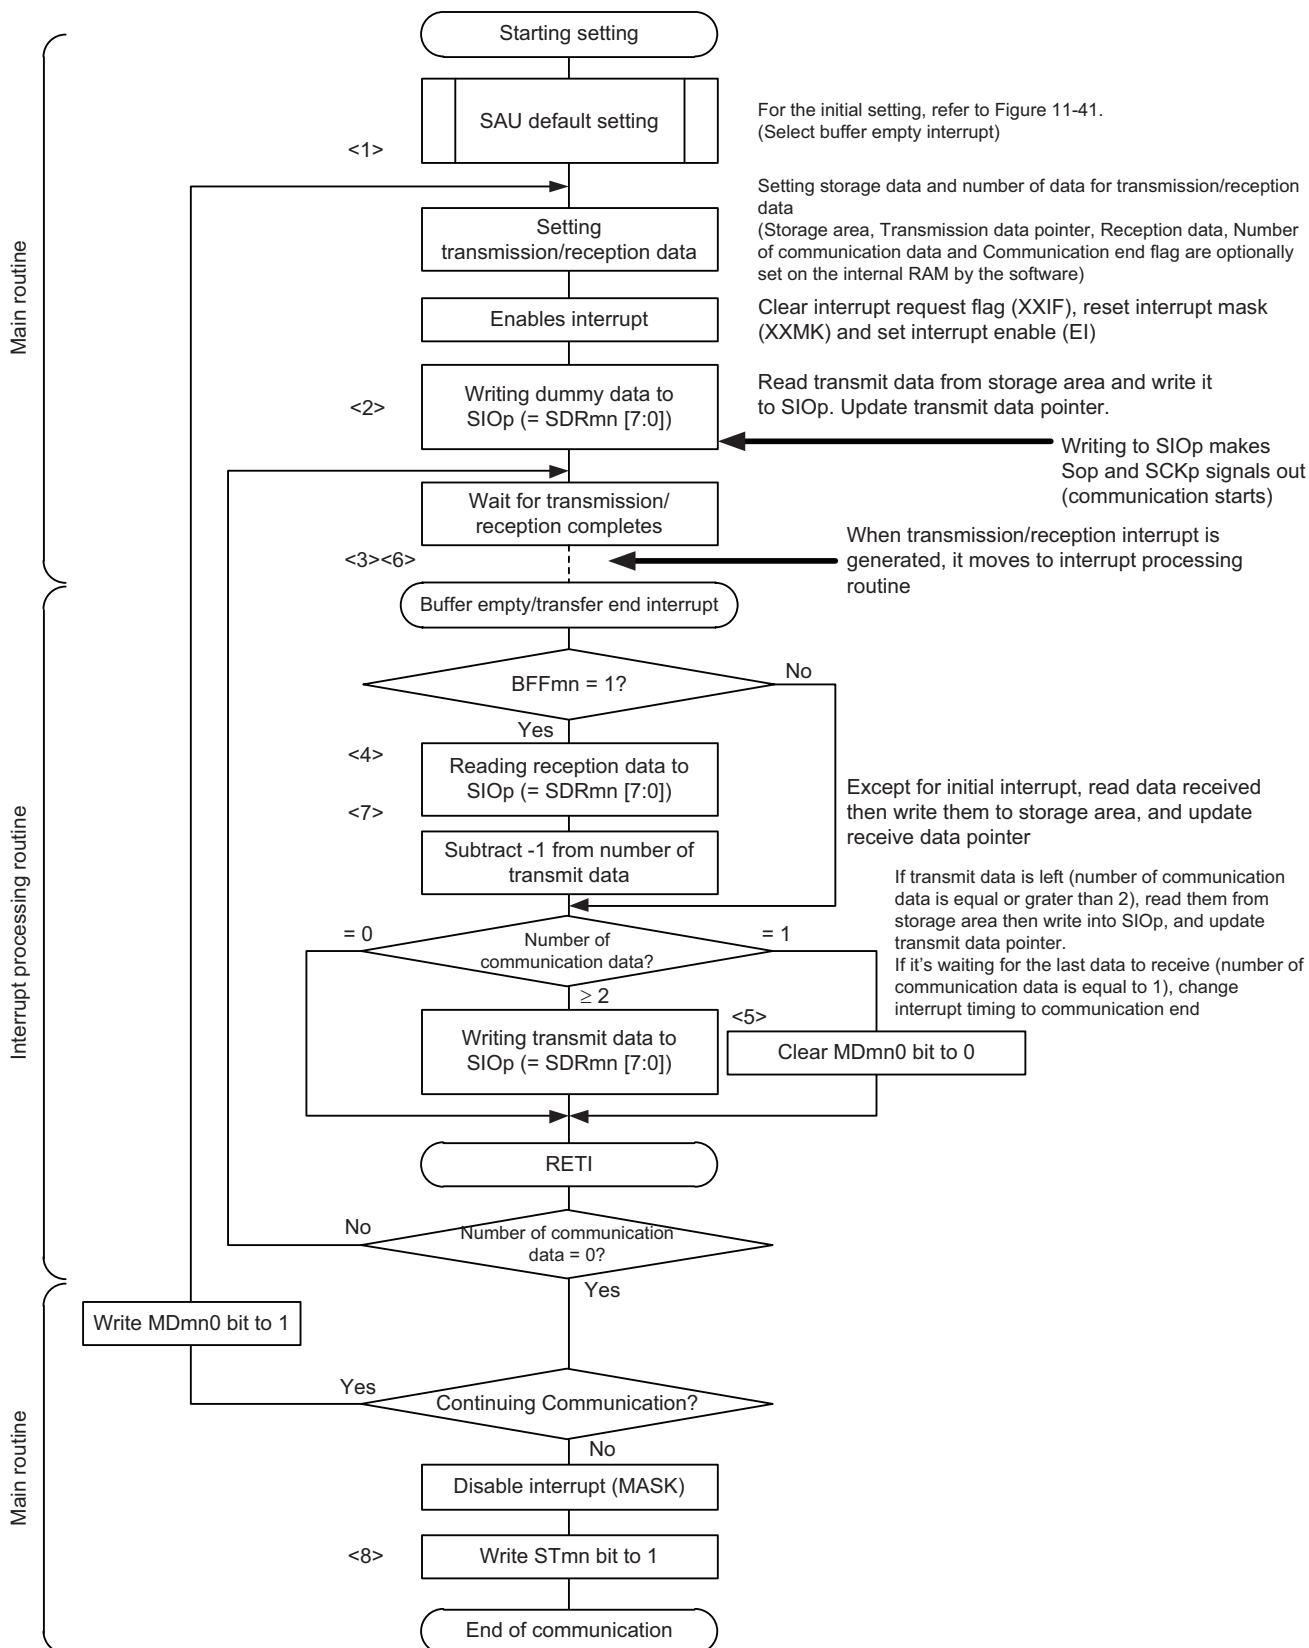 Starting setting
SAU default setting
For the initial setting, refer to Figure 11-41.
(Select buffer empty interrupt)
<1>
Setting storage data and number of data for transmission/reception
data
(Storage area, Transmission data pointer, Reception data, Number
of communication data and Communication end flag are optionally
set on the internal RAM by the software)
Setting
transmission/reception data
Main routine
Enables interrupt
Clear interrupt request flag (XXIF), reset interrupt mask
(XXMK) and set interrupt enable (EI)
<2>
Writing dummy data to
SIOp (= SDRmn [7:0])
Read transmit data from storage area and write it
to SIOp. Update transmit data pointer.
Writing to SIOp makes
Sop and SCKp signals out
(communication starts)
Wait for transmission/
reception completes
<3><6>
When transmission/reception interrupt is
generated, it moves to interrupt processing
routine
Buffer empty/transfer end interrupt
BFFmn = 1?
No
Yes
<4>
Reading reception data to
SIOp (= SDRmn [7:0])
<7>
Except for initial interrupt, read data received
then write them to storage area, and update
receive data pointer
Subtract -1 from number of
transmit data
Interrupt processing routine
If transmit data is left (number of communication
data is equal or grater than 2), read them from
storage area then write into SIOp, and update
transmit data pointer.
If it's waiting for the last data to receive (number of
communication data is equal to 1), change
interrupt timing to communication end
= 0
Number of
communication data?
= 1
≥ 2
<5>
Writing transmit data to
SIOp (= SDRmn [7:0])
Clear MDmn0 bit to 0
RETI
No
Number of communication
data = 0?
Yes
Write MDmn0 bit to 1
Yes
Continuing Communication?
No
Main routine
Disable interrupt (MASK)
<8>
Write STmn bit to 1
End of communication